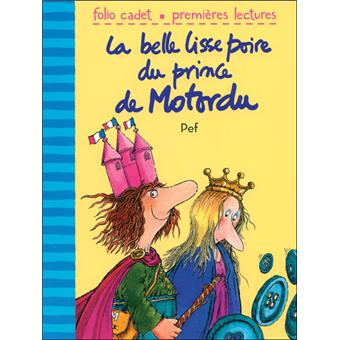 folio cadet ▪ premières lectures
La belle lisse poire
du prince
de Motordu
Pef